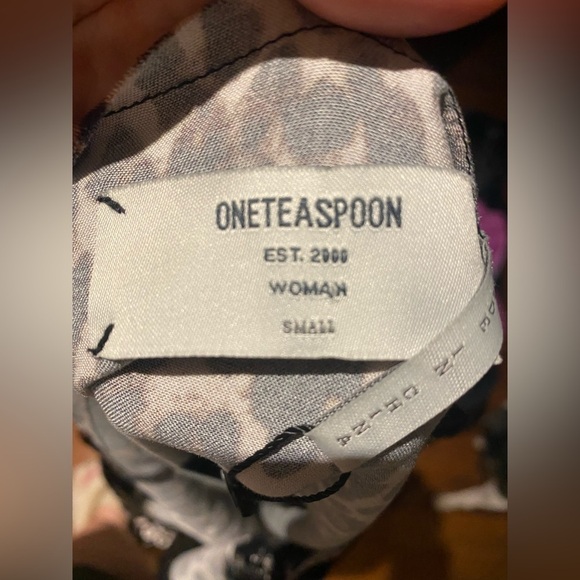 ONETEASPOON
EST. 2000
WOMAN
SMALL
IN CHINA